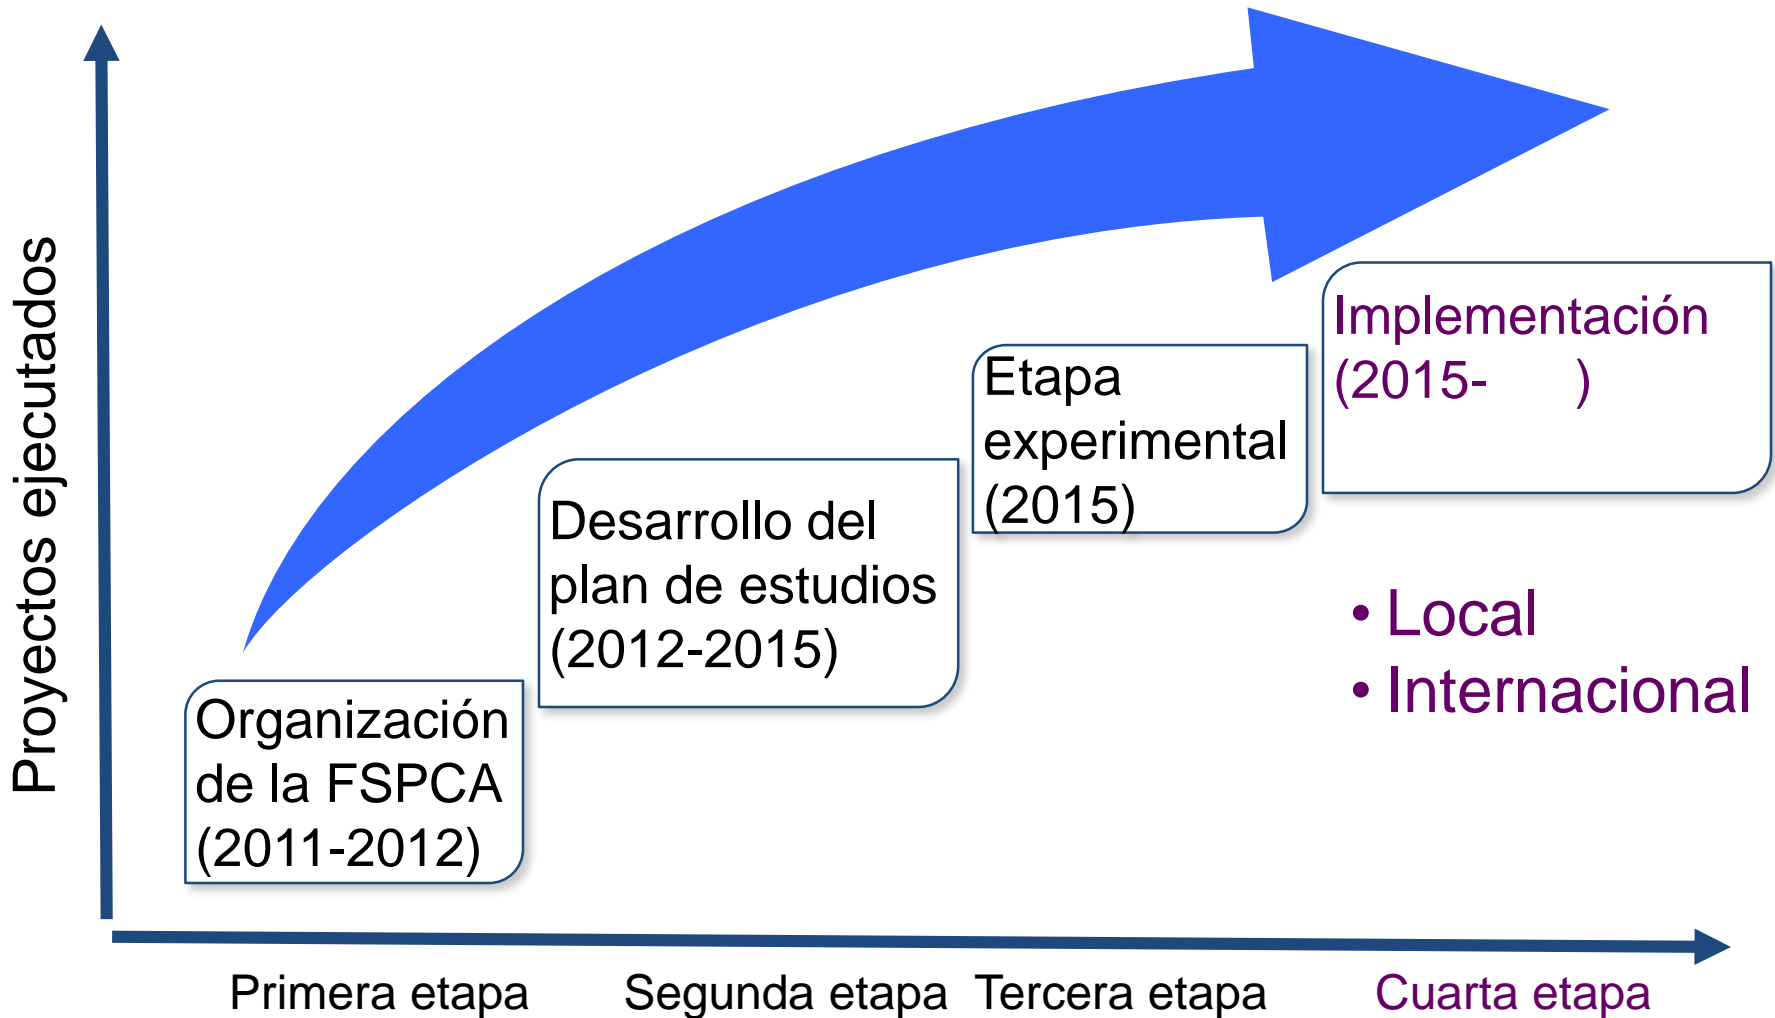 Proyectos ejecutados
Organización
de la FSPCA
(2011-2012)
Desarrollo del
plan de estudios
(2012-2015)
Etapa
experimental
(2015)
Implementación
(2015- )
• Local
• Internacional
Primera etapa
Segunda etapa
Tercera etapa
Cuarta etapa